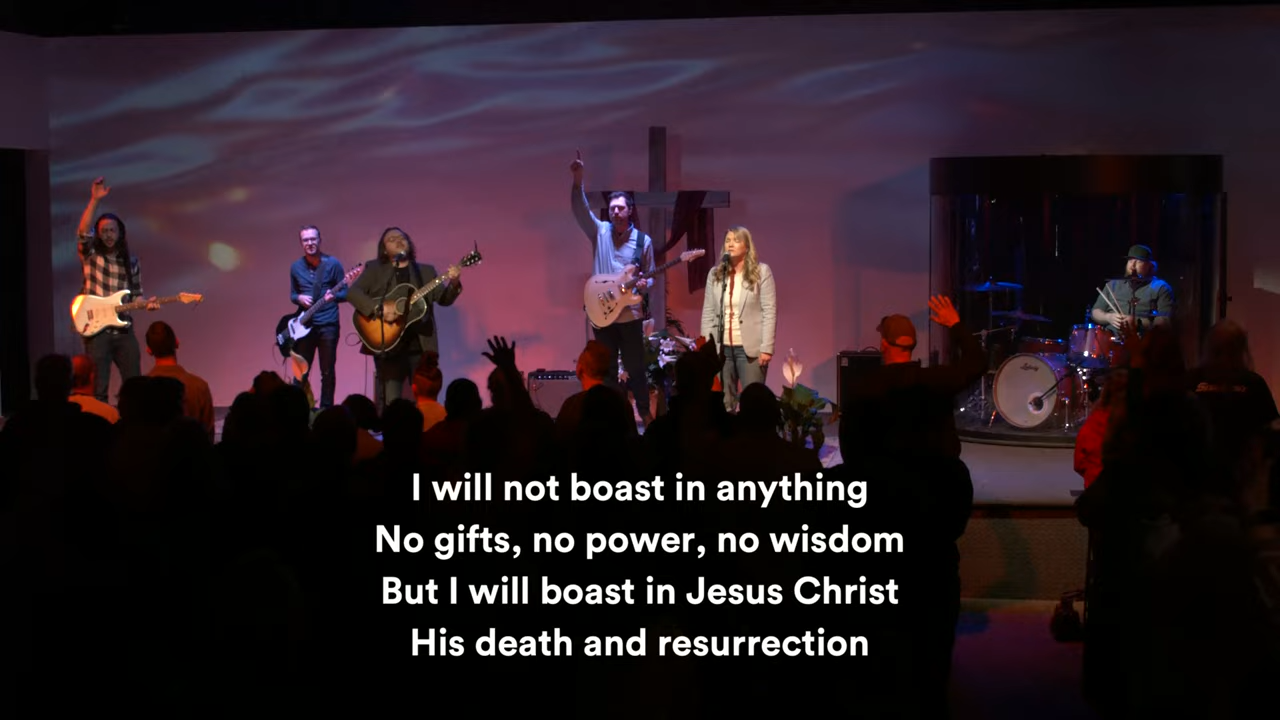 I will not boast in anything
No gifts, no power, no wisdom
But I will boast in Jesus Christ
His death and resurrection